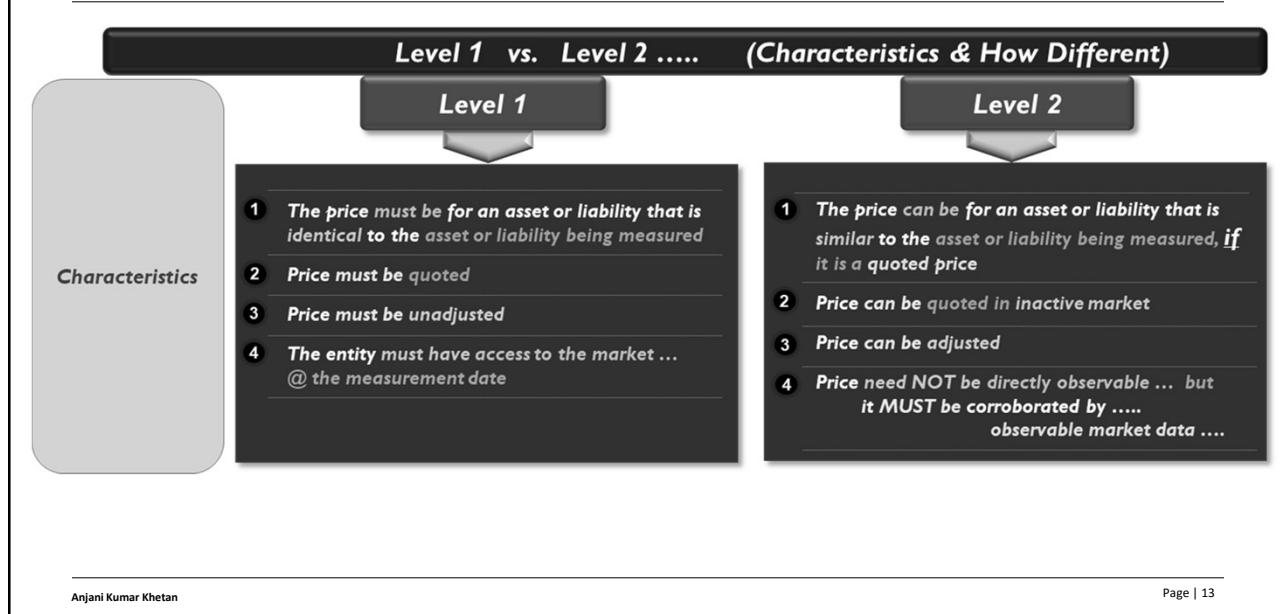 Level 1 vs. Level 2 ..... (Characteristics & How Different)
Level 1
Level 2
Characteristics
1 The price must be for an asset or liability that is
identical to the asset or liability being measured
2 Price must be quoted
3 Price must be unadjusted
4 The entity must have access to the market ...
@ the measurement date
1 The price can be for an asset or liability that is
similar to the asset or liability being measured, if
it is a quoted price
2 Price can be quoted in inactive market
3 Price can be adjusted
4 Price need NOT be directly observable ... but
it MUST be corroborated by .....
observable market data ....
Anjani Kumar Khetan
Page | 13